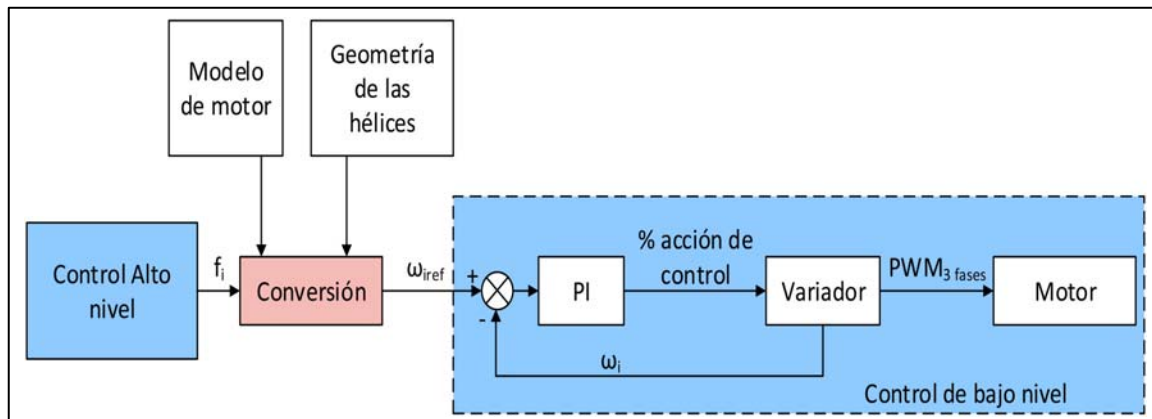 Modelo
de motor
Geometría
de las
hélices
Control Alto
nivel
fi
Conversión
ωiref
+
-
PI
% acción de
control
Variador
PWM3 fases
Motor
ωi
Control de bajo nivel